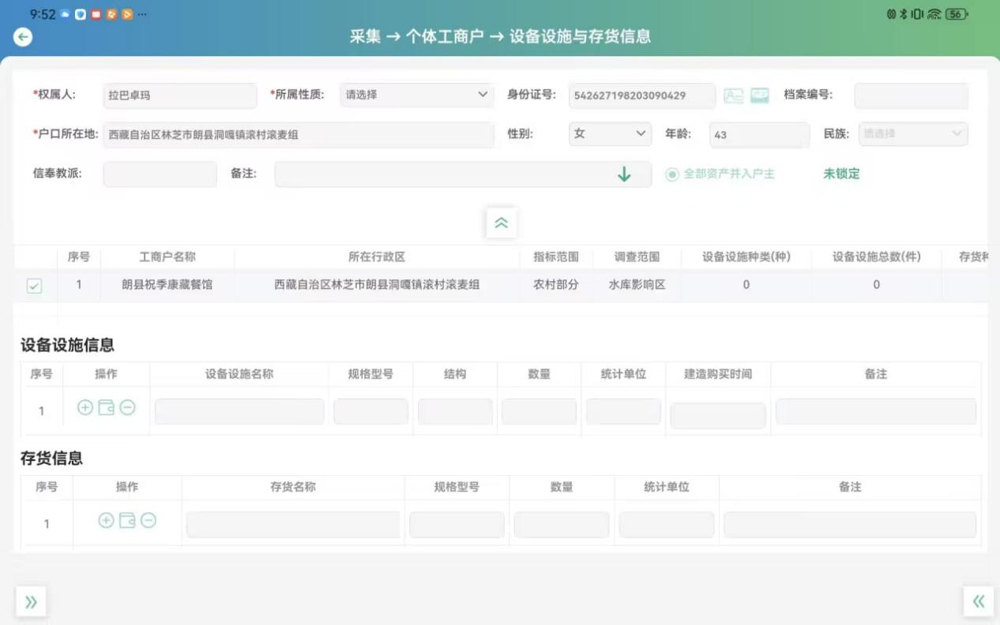 9:52 ··· 56
采集 → 个体工商户 → 设备设施与存货信息
*权属人: 拉巴卓玛 *所属性质: 请选择 身份证号: 542627198203090429 档案编号:
*户口所在地: 西藏自治区林芝市朗县洞嘎镇滚村滚麦组 性别: 女 年龄: 43 民族: 请选择
信奉教派: 备注: 全部资产并入户主 未锁定
序号 工商户名称 所在行政区 指标范围 调查范围 设备设施种类(种) 设备设施总数(件) 存货种
1 朗县祝季康藏餐馆 西藏自治区林芝市朗县洞嘎镇滚村滚麦组 农村部分 水库影响区 0 0
设备设施信息
序号 操作 设备设施名称 规格型号 结构 数量 统计单位 建造购买时间 备注
1
存货信息
序号 操作 存货名称 规格型号 数量 统计单位 备注
1